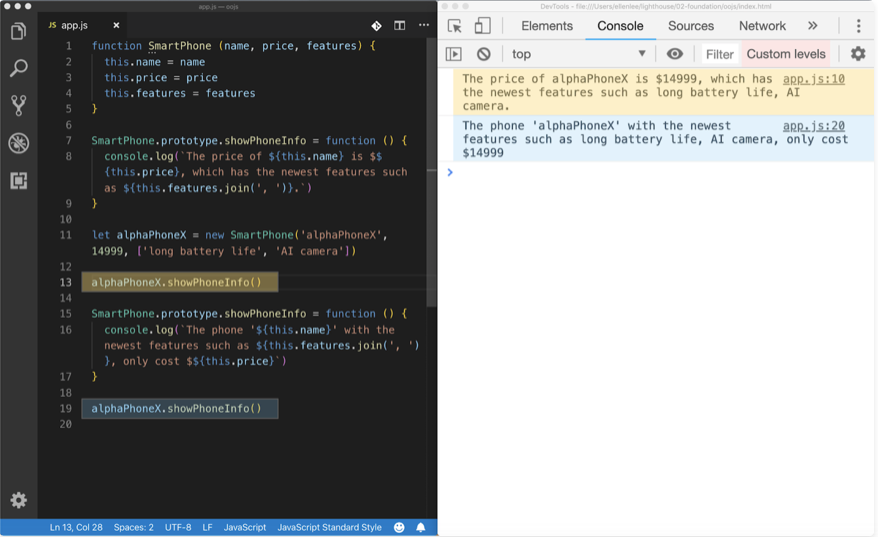 app.js — oojs
JS app.js ×
1 function SmartPhone (name, price, features) {
2 this.name = name
3 this.price = price
4 this.features = features
5 }
6
7 SmartPhone.prototype.showPhoneInfo = function () {
8 console.log(`The price of ${this.name} is $$
{this.price}, which has the newest features such
as ${this.features.join(', ')}.`)
9 }
10
11 let alphaPhoneX = new SmartPhone('alphaPhoneX',
14999, ['long battery life', 'AI camera'])
12
13 alphaPhoneX.showPhoneInfo()
14
15 SmartPhone.prototype.showPhoneInfo = function () {
16 console.log(`The phone '${this.name}' with the
newest features such as ${this.features.join(', ')
}, only cost $${this.price}`)
17 }
18
19 alphaPhoneX.showPhoneInfo()
20
Ln 13, Col 28 Spaces: 2 UTF-8 LF JavaScript JavaScript Standard Style
DevTools - file:///Users/ellenlee/lighthouse/02-foundation/oojs/index.html
Elements Console Sources Network »
top ▼ Filter Custom levels
The price of alphaPhoneX is $14999, which has app.js:10
the newest features such as long battery life, AI
camera.
The phone 'alphaPhoneX' with the newest app.js:20
features such as long battery life, AI camera, only cost
$14999
>